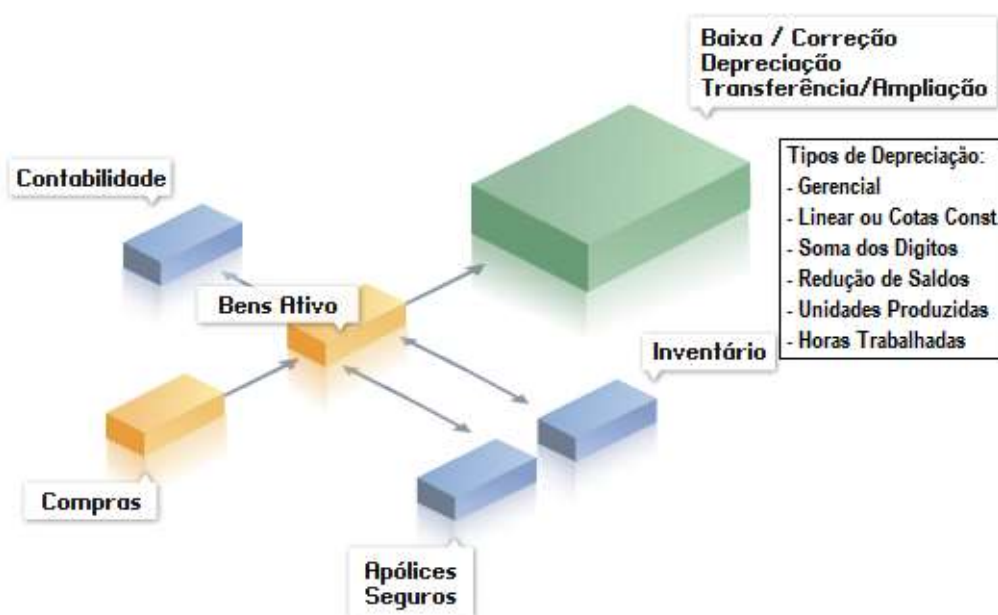 Baixa / Correção
Depreciação
Transferência/Ampliação
Tipos de Depreciação:
- Gerencial
- Linear ou Cotas Const
- Soma dos Digitos
- Redução de Saldos
- Unidades Produzidas
- Horas Trabalhadas
Contabilidade
Bens Ativo
Inventário
Compras
Apólices
Seguros